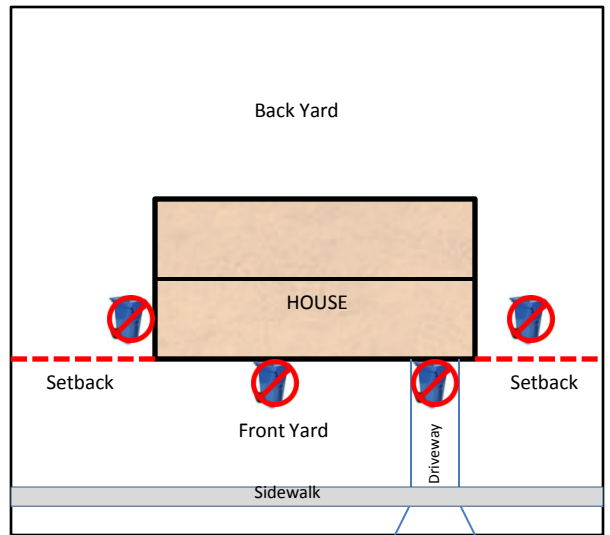 Back Yard
HOUSE
Setback
Setback
Front Yard
Driveway
Sidewalk